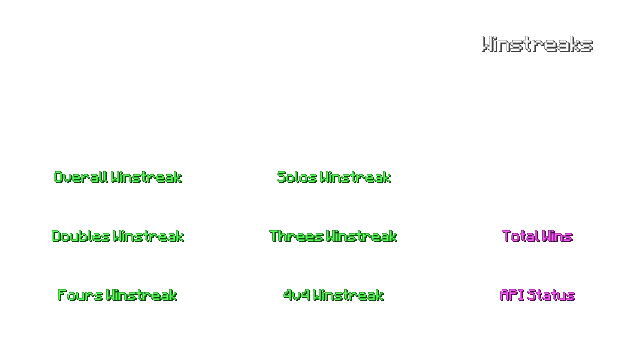 Winstreaks
Overall Winstreak
Solos Winstreak
Doubles Winstreak
Threes Winstreak
Total Wins
Fours Winstreak
4v4 Winstreak
API Status